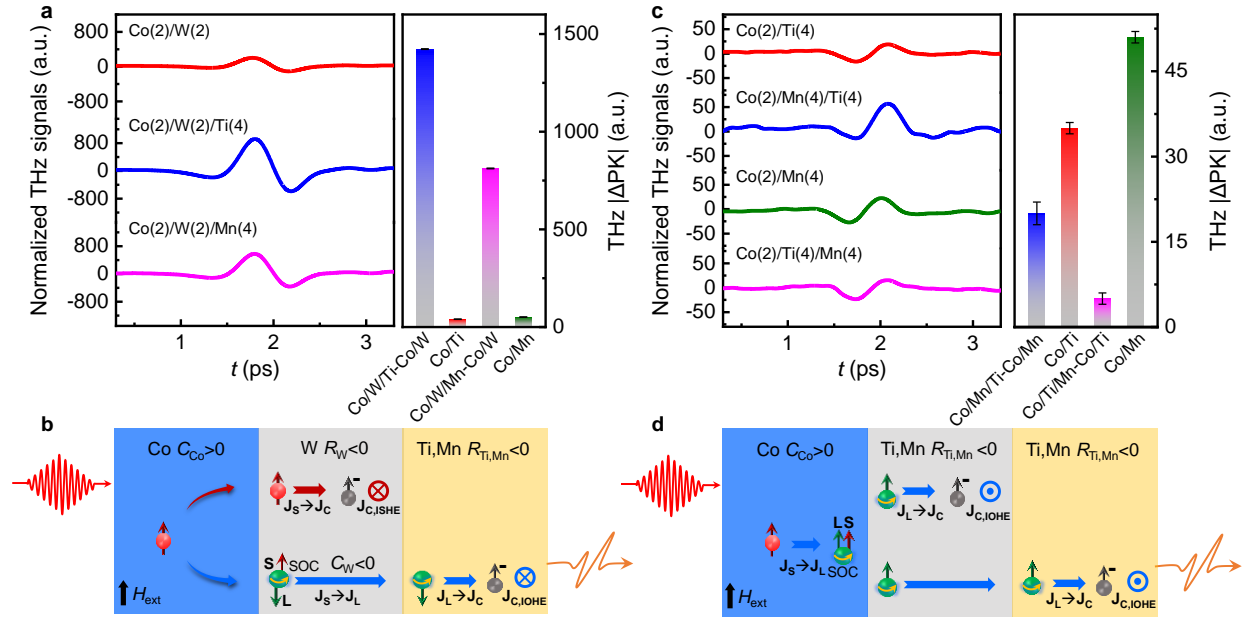 a
Normalized THz signals (a.u.)
800
0
-800
800
0
-800
800
0
-800
Co(2)/W(2)
Co(2)/W(2)/Ti(4)
Co(2)/W(2)/Mn(4)
1 2 3
t (ps)
1500
1000
500
0
THz |ΔPK| (a.u.)
Co/W/Ti-Co/W
Co/Ti
Co/W/Mn-Co/W
Co/Mn
c
Normalized THz signals (a.u.)
50
0
-50
50
0
-50
50
0
-50
50
0
-50
Co(2)/Ti(4)
Co(2)/Mn(4)/Ti(4)
Co(2)/Mn(4)
Co(2)/Ti(4)/Mn(4)
1 2 3
t (ps)
45
30
15
0
THz |ΔPK| (a.u.)
Co/Mn/Ti-Co/Mn
Co/Ti
Co/Ti/Mn-Co/Ti
Co/Mn
b
Co C_Co>0
W R_W<0
Ti,Mn R_Ti,Mn<0
-
J_S→J_C
J_C,ISHE
S
SOC
C_W<0
L
J_S→J_L
-
J_L→J_C
J_C,IOHE
H_ext
d
Co C_Co>0
Ti,Mn R_Ti,Mn<0
Ti,Mn R_Ti,Mn<0
-
J_L→J_C
J_C,IOHE
L S
J_S→J_L
SOC
-
J_L→J_C
J_C,IOHE
H_ext